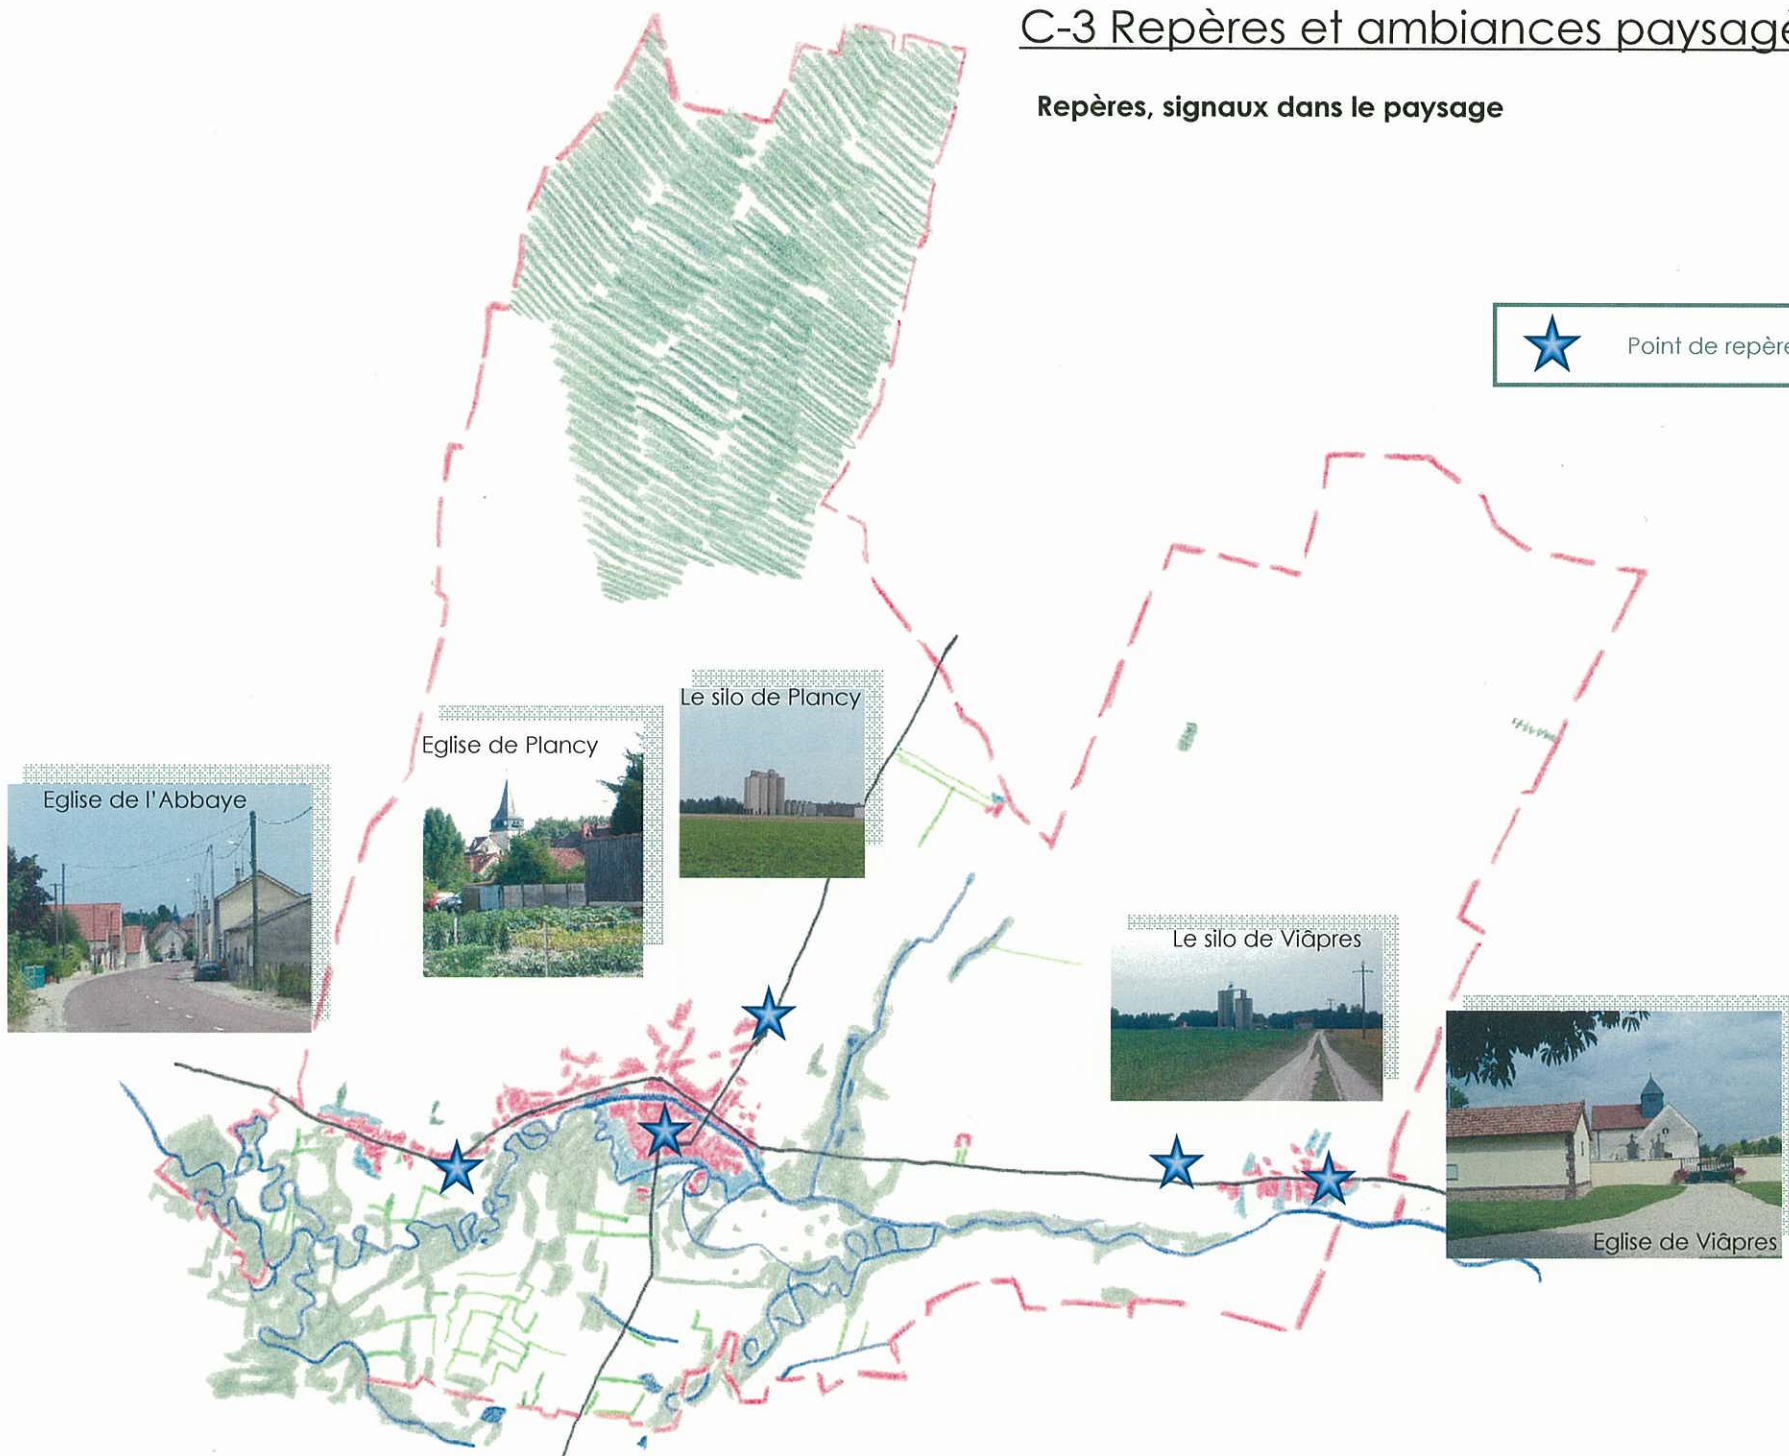 C-3 Repères et ambiances paysagè
Repères, signaux dans le paysage
Point de repère
Le silo de Plancy
Eglise de Plancy
Eglise de l'Abbaye
Le silo de Viâpres
Eglise de Viâpres